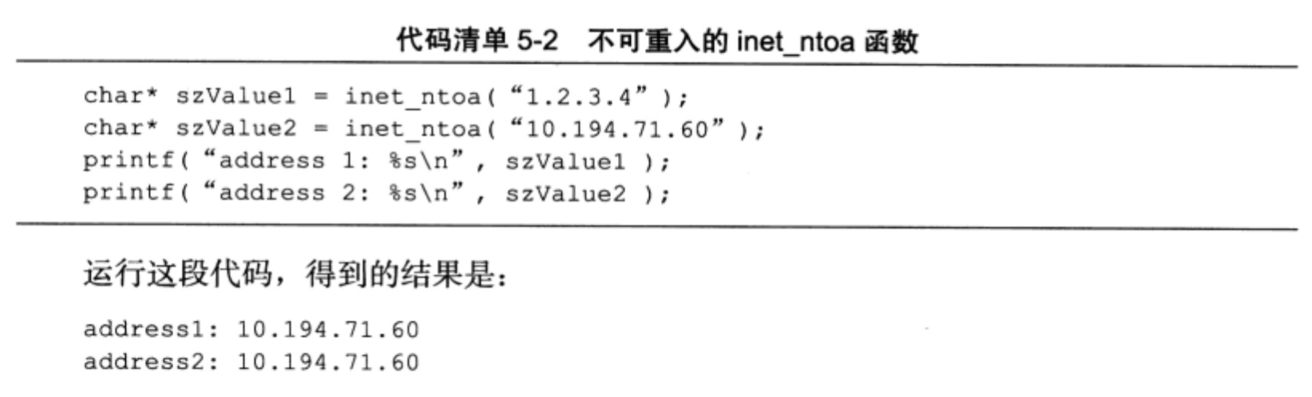 代码清单 5-2 不可重入的 inet_ntoa 函数
char* szValue1 = inet_ntoa( “1.2.3.4” );
char* szValue2 = inet_ntoa( “10.194.71.60” );
printf( “address 1: %s\n” , szValue1 );
printf( “address 2: %s\n” , szValue2 );
运行这段代码，得到的结果是：
address1: 10.194.71.60
address2: 10.194.71.60